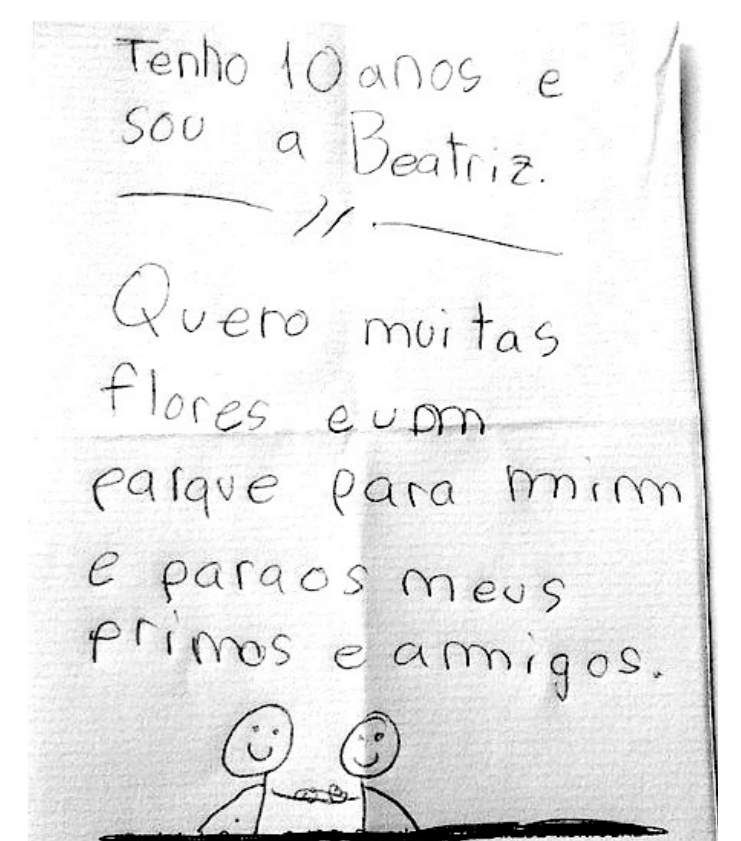 Tenho 10 anos e
sou a Beatriz.
Quero muitas
flores e um
parque para mim
e para os meus
primos e amigos.